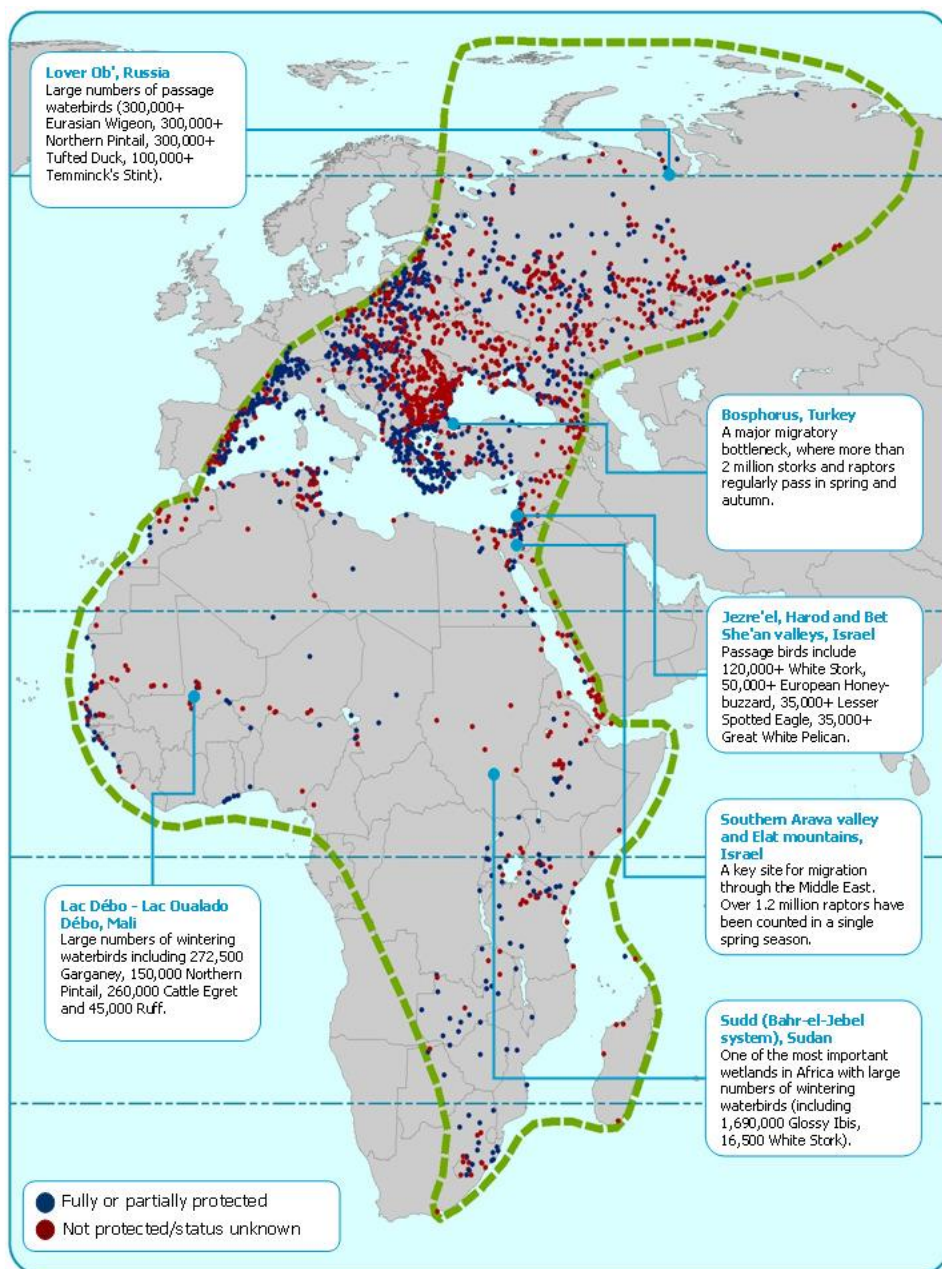 Lover Ob', Russia
Large numbers of passage
waterbirds (300,000+
Eurasian Wigeon, 300,000+
Northern Pintail, 300,000+
Tufted Duck, 100,000+
Temminck's Stint).
Bosphorus, Turkey
A major migratory
bottleneck, where more than
2 million storks and raptors
regularly pass in spring and
autumn.
Jezre'el, Harod and Bet
She'an valleys, Israel
Passage birds include
120,000+ White Stork,
50,000+ European Honey-
buzzard, 35,000+ Lesser
Spotted Eagle, 35,000+
Great White Pelican.
Southern Arava valley
and Elat mountains,
Israel
A key site for migration
through the Middle East.
Over 1.2 million raptors have
been counted in a single
spring season.
Lac Débo - Lac Oualado
Débo, Mali
Large numbers of wintering
waterbirds including 272,500
Garganey, 150,000 Northern
Pintail, 260,000 Cattle Egret
and 45,000 Ruff.
Sudd (Bahr-el-Jebel
system), Sudan
One of the most important
wetlands in Africa with large
numbers of wintering
waterbirds (including
1,690,000 Glossy Ibis,
16,500 White Stork).
Fully or partially protected
Not protected/status unknown